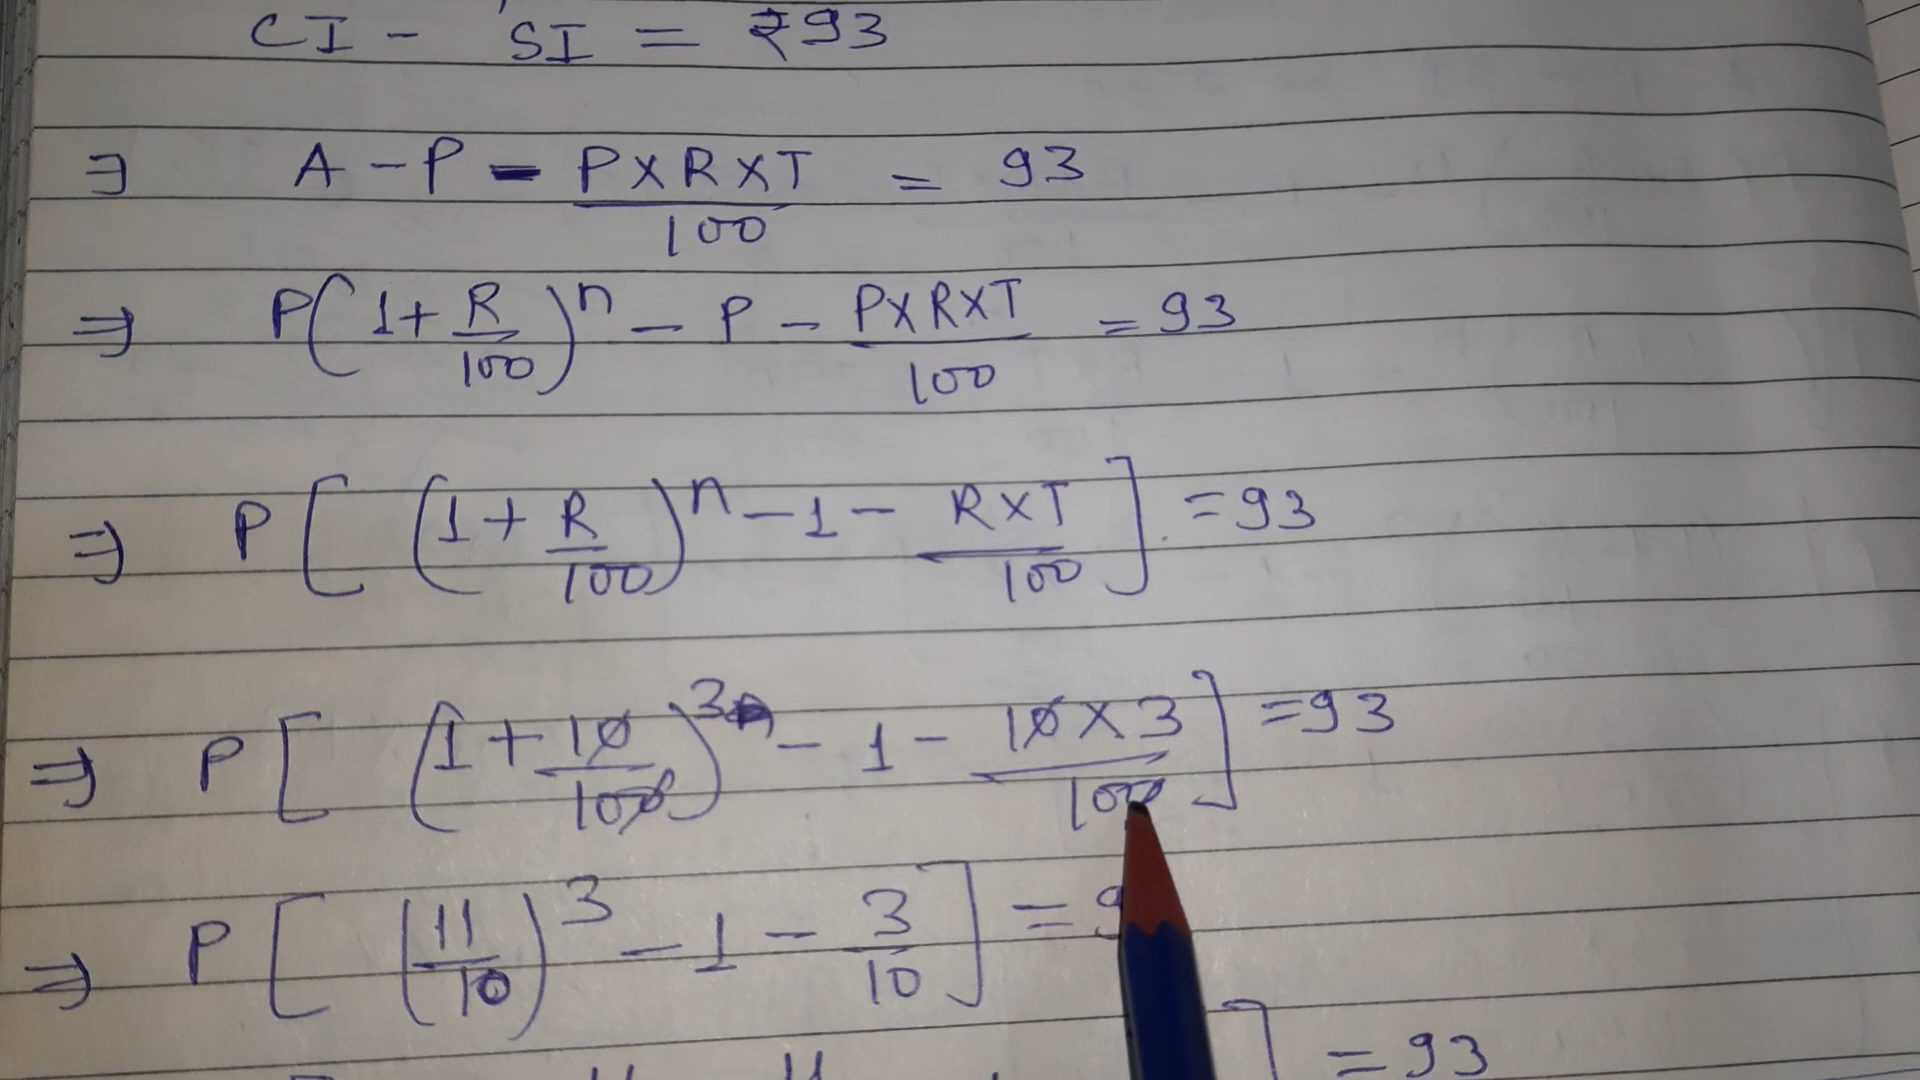 CI - SI = ₹93
⇒ A - P - P×R×T/100 = 93
⇒ P(1 + R/100)^n - P - P×R×T/100 = 93
⇒ P[(1 + R/100)^n - 1 - R×T/100] = 93
⇒ P[(1 + 10/100)^3 - 1 - 10×3/100] = 93
⇒ P[(11/10)^3 - 1 - 3/10] = 9
] = 93